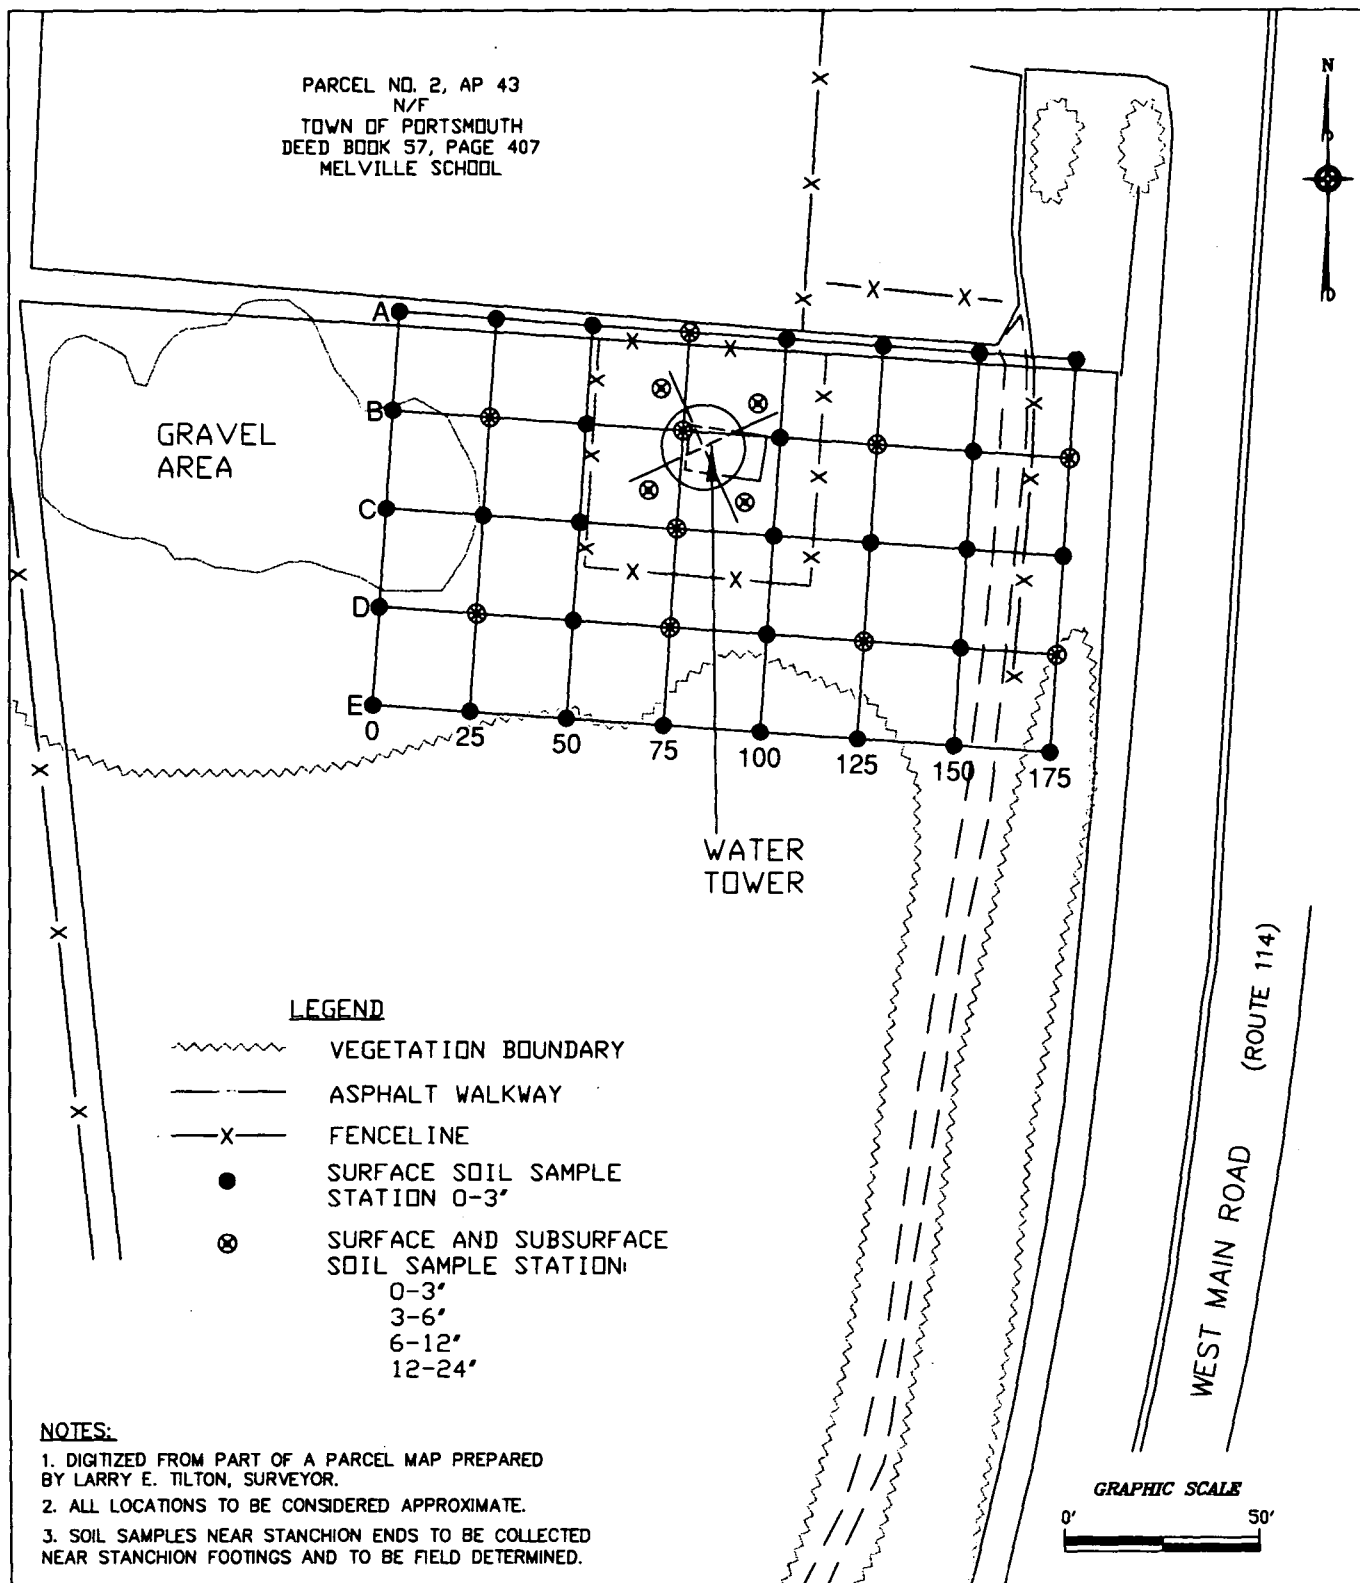 PARCEL NO. 2, AP 43
N/F
TOWN OF PORTSMOUTH
DEED BOOK 57, PAGE 407
MELVILLE SCHOOL
N
A
B
GRAVEL
AREA
C
D
E
0
25
50
75
100
125
150
175
WATER
TOWER
(ROUTE 114)
WEST MAIN ROAD
LEGEND
VEGETATION BOUNDARY
ASPHALT WALKWAY
X FENCELINE
SURFACE SOIL SAMPLE
STATION 0-3"
SURFACE AND SUBSURFACE
SOIL SAMPLE STATION:
0-3"
3-6"
6-12"
12-24"
NOTES:
1. DIGITIZED FROM PART OF A PARCEL MAP PREPARED
BY LARRY E. TILTON, SURVEYOR.
2. ALL LOCATIONS TO BE CONSIDERED APPROXIMATE.
3. SOIL SAMPLES NEAR STANCHION ENDS TO BE COLLECTED
NEAR STANCHION FOOTINGS AND TO BE FIELD DETERMINED.
GRAPHIC SCALE
0' 50'